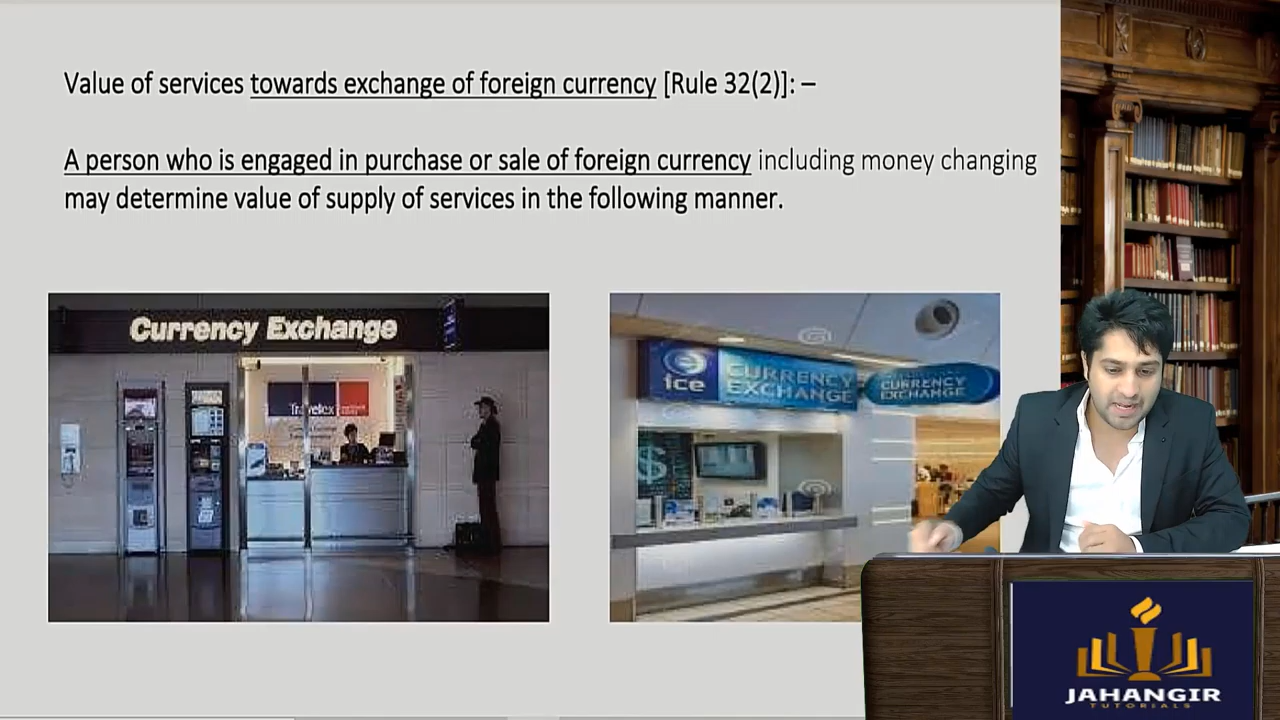 Value of services towards exchange of foreign currency [Rule 32(2)]: –
A person who is engaged in purchase or sale of foreign currency including money changing
may determine value of supply of services in the following manner.
Currency Exchange
Travelex
ice
CURRENCY
EXCHANGE
CURRENCY
EXCHANGE
$
JAHANGIR
TUTORIALS